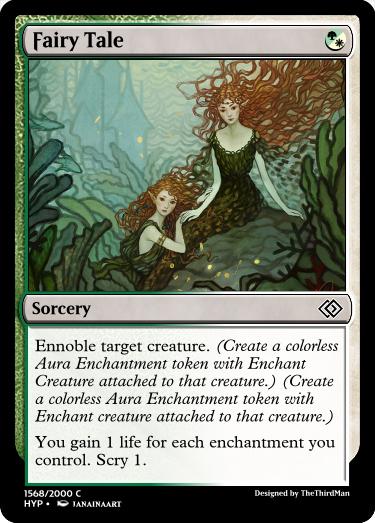 Fairy Tale
Sorcery
Ennoble target creature. (Create a colorless
Aura Enchantment token with Enchant
Creature attached to that creature.) (Create
a colorless Aura Enchantment token with
Enchant creature attached to that creature.)
You gain 1 life for each enchantment you
control. Scry 1.
1568/2000 C
HYP • JANAINAART
Designed by TheThirdMan